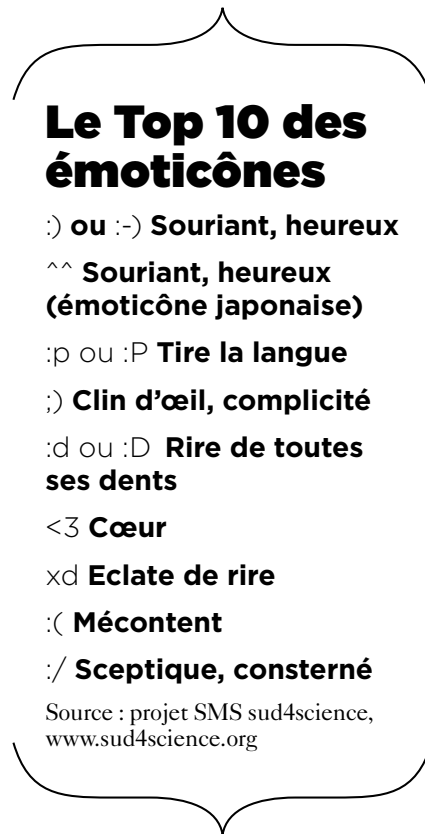 Le Top 10 des
émoticônes
:) ou :-) Souriant, heureux
^^ Souriant, heureux
(émoticône japonaise)
:p ou :P Tire la langue
;) Clin d’œil, complicité
:d ou :D Rire de toutes
ses dents
<3 Cœur
xd Eclate de rire
:( Mécontent
:/ Sceptique, consterné
Source : projet SMS sud4science,
www.sud4science.org